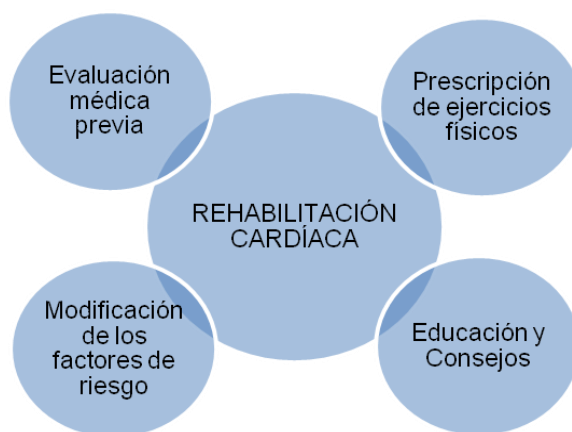 Evaluación
médica
previa
Prescripción
de ejercicios
físicos
REHABILITACIÓN
CARDÍACA
Modificación
de los
factores de
riesgo
Educación y
Consejos